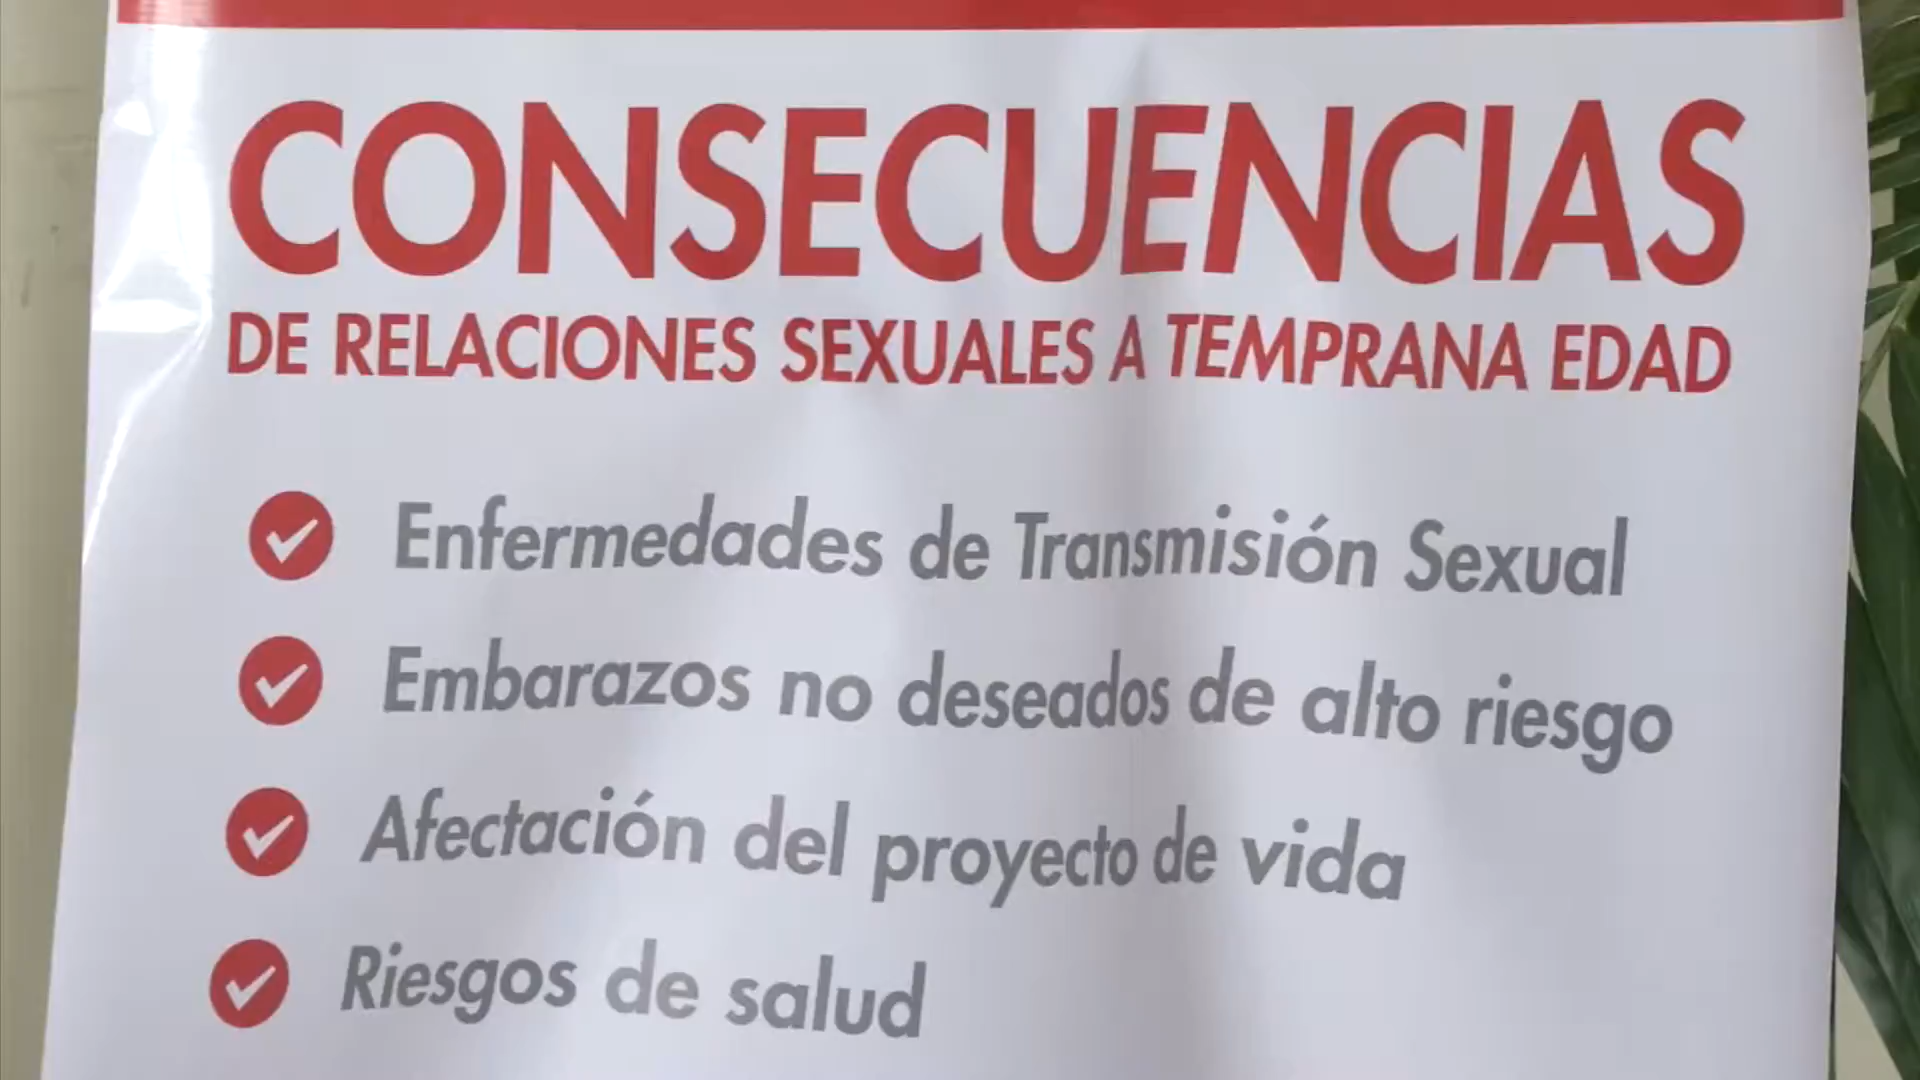 CONSECUENCIAS
DE RELACIONES SEXUALES A TEMPRANA EDAD
Enfermedades de Transmisión Sexual
Embarazos no deseados de alto riesgo
Afectación del proyecto de vida
Riesgos de salud